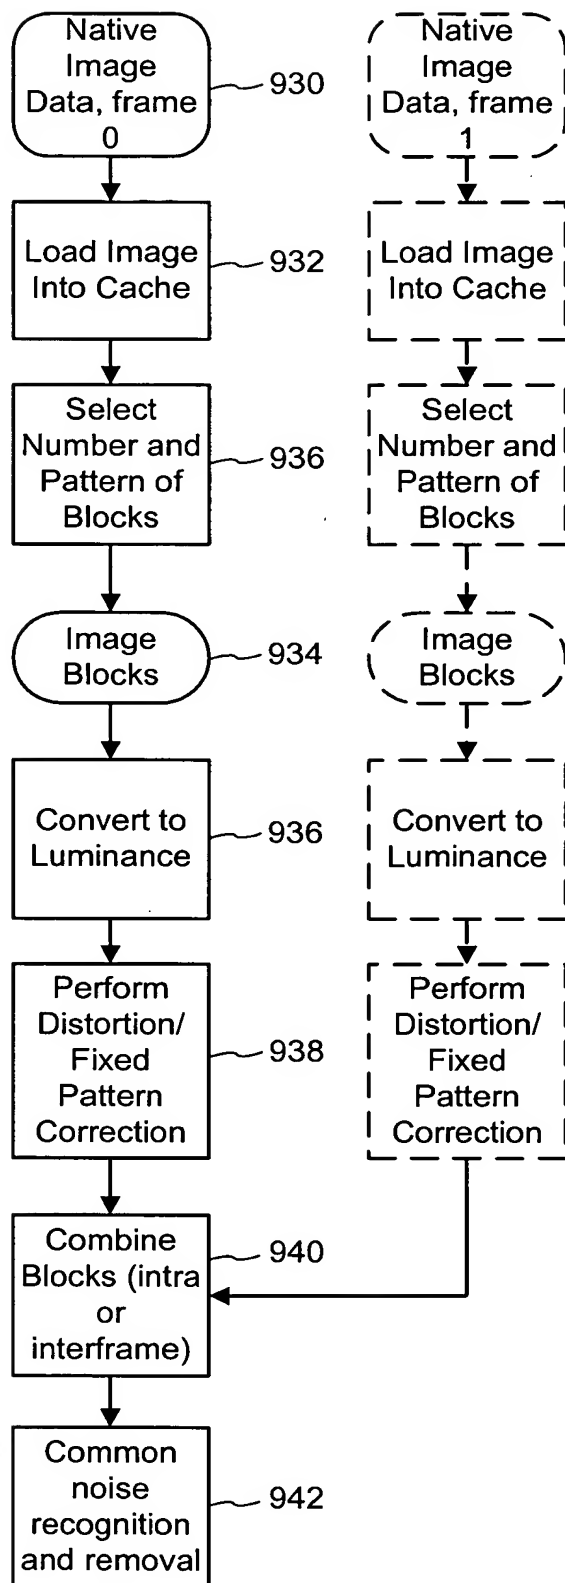 Native
Image
Data, frame
0
930
Load Image
Into Cache
932
Select
Number and
Pattern of
Blocks
936
Image
Blocks
934
Convert to
Luminance
936
Perform
Distortion/
Fixed
Pattern
Correction
938
Combine
Blocks (intra
or
interframe)
940
Common
noise
recognition
and removal
942
Native
Image
Data, frame
1
Load Image
Into Cache
Select
Number and
Pattern of
Blocks
Image
Blocks
Convert to
Luminance
Perform
Distortion/
Fixed
Pattern
Correction